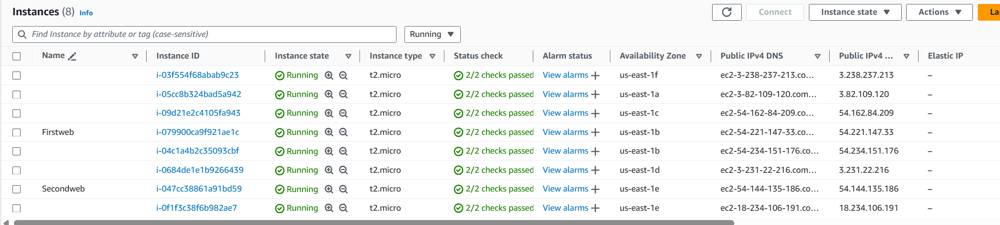 Instances (8) Info Connect Instance state Actions La
Find Instance by attribute or tag (case-sensitive) Running
Name Instance ID Instance state Instance type Status check Alarm status Availability Zone Public IPv4 DNS Public IPv4 ... Elastic IP
i-03f554f68abab9c23 Running t2.micro 2/2 checks passed View alarms + us-east-1f ec2-3-238-237-213.co... 3.238.237.213 –
i-05cc8b324bad5a942 Running t2.micro 2/2 checks passed View alarms + us-east-1a ec2-3-82-109-120.com... 3.82.109.120 –
i-09d21e2c4105fa943 Running t2.micro 2/2 checks passed View alarms + us-east-1c ec2-54-162-84-209.co... 54.162.84.209 –
Firstweb i-079900ca9f921ae1c Running t2.micro 2/2 checks passed View alarms + us-east-1b ec2-54-221-147-33.co... 54.221.147.33 –
i-04c1a4b2c35093cbf Running t2.micro 2/2 checks passed View alarms + us-east-1b ec2-54-234-151-176.co... 54.234.151.176 –
i-0684de1e1b9266439 Running t2.micro 2/2 checks passed View alarms + us-east-1d ec2-3-231-22-216.com... 3.231.22.216 –
Secondweb i-047cc38861a91bd59 Running t2.micro 2/2 checks passed View alarms + us-east-1e ec2-54-144-135-186.co... 54.144.135.186 –
i-0f1f3c38f6b982ae7 Running t2.micro 2/2 checks passed View alarms + us-east-1e ec2-18-234-106-191.co... 18.234.106.191 –